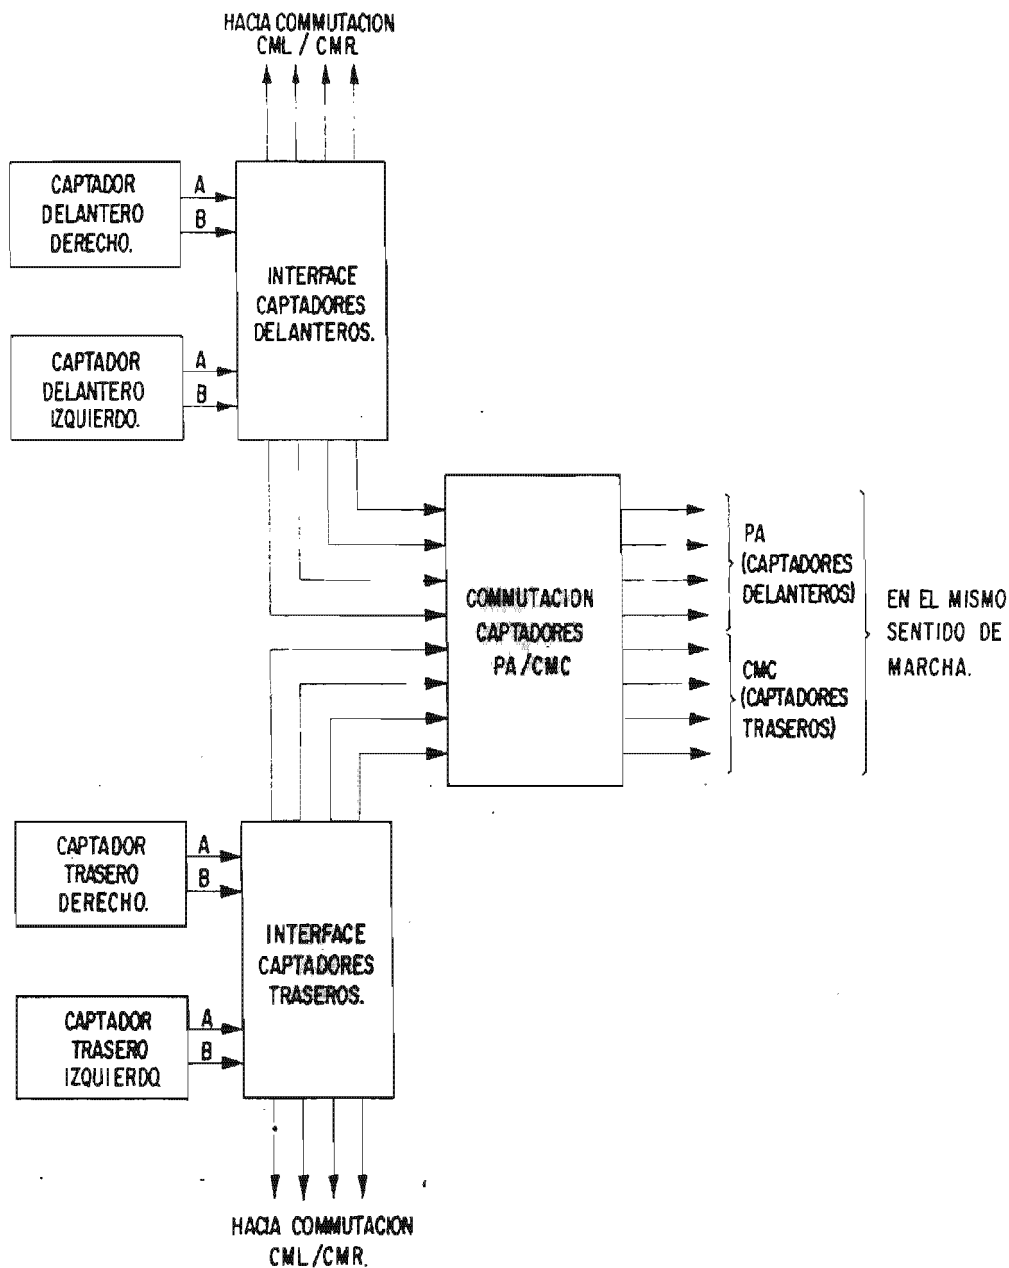 HACIA COMMUTACION
CML / CMR
CAPTADOR
DELANTERO
DERECHO.
A
B
INTERFACE
CAPTADORES
DELANTEROS.
CAPTADOR
DELANTERO
IZQUIERDO.
A
B
COMMUTACION
CAPTADORES
PA/CMC
PA
(CAPTADORES
DELANTEROS)
CMC
(CAPTADORES
TRASEROS)
EN EL MISMO
SENTIDO DE
MARCHA.
CAPTADOR
TRASERO
DERECHO.
A
B
INTERFACE
CAPTADORES
TRASEROS.
CAPTADOR
TRASERO
IZQUIERDO
A
B
HACIA COMMUTACION
CML/CMR.